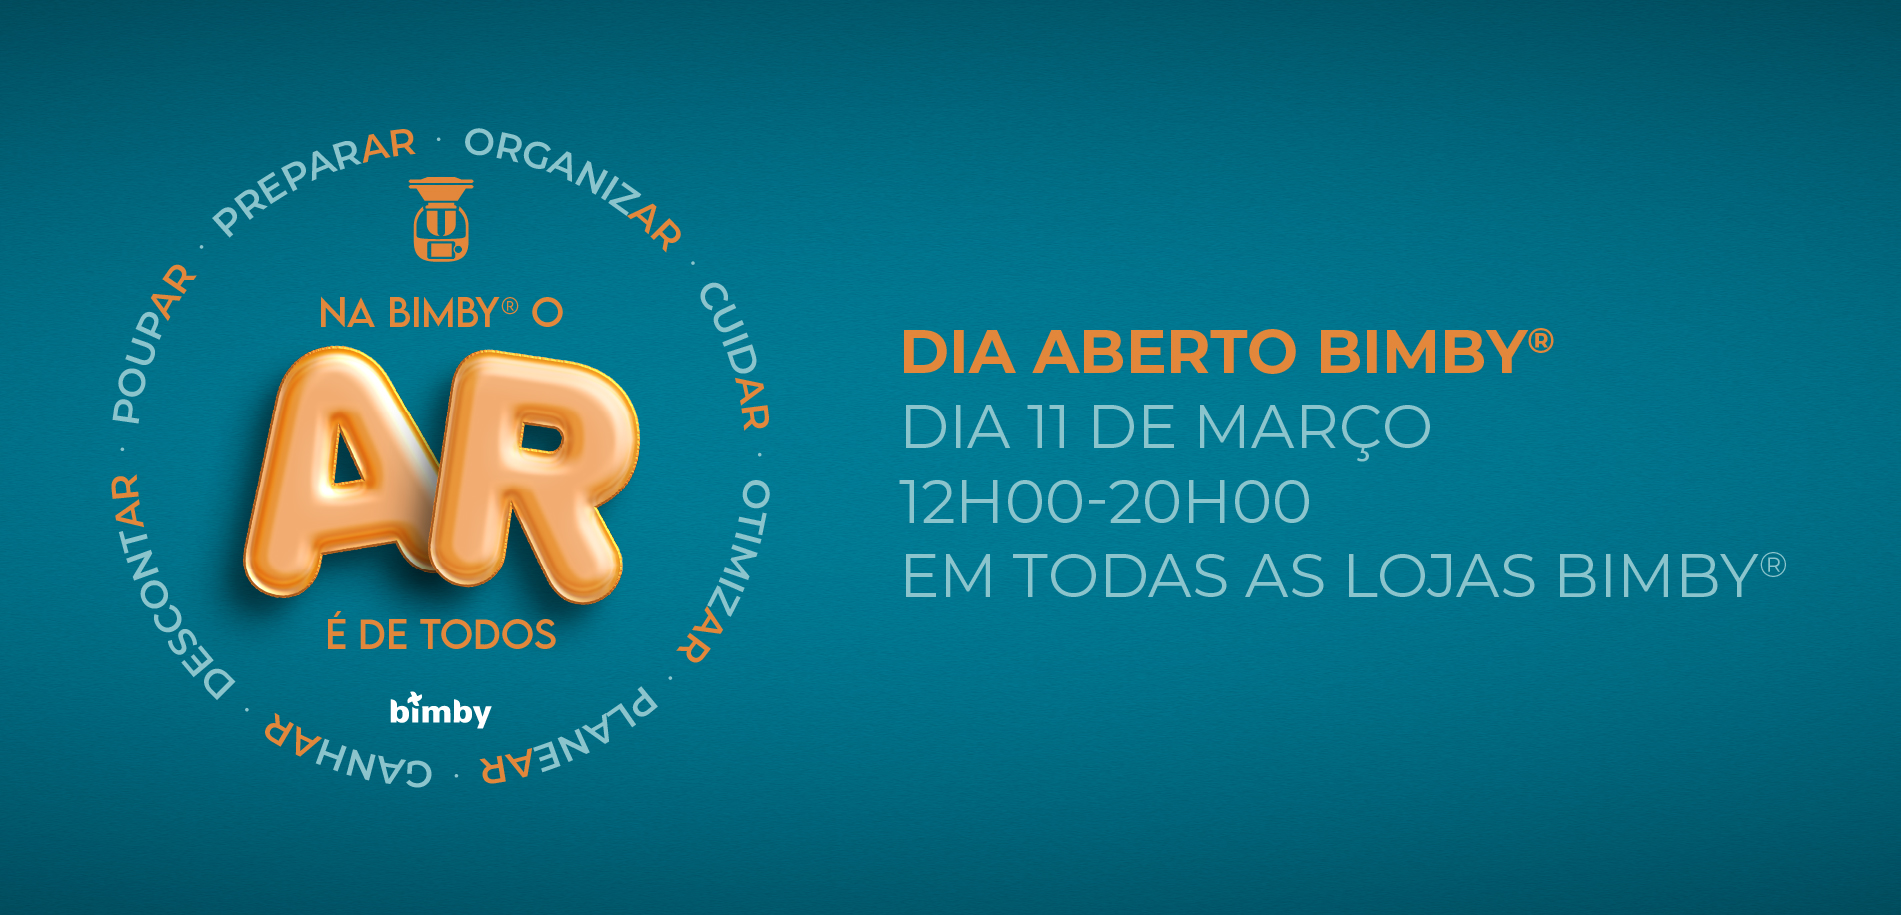 PREPARAR · ORGANIZAR · CUIDAR · OTIMIZAR · PLANEAR · GANHAR · DESCONTAR · POUPAR ·
NA BIMBY® O
AR
É DE TODOS
bimby
DIA ABERTO BIMBY®
DIA 11 DE MARÇO
12H00-20H00
EM TODAS AS LOJAS BIMBY®